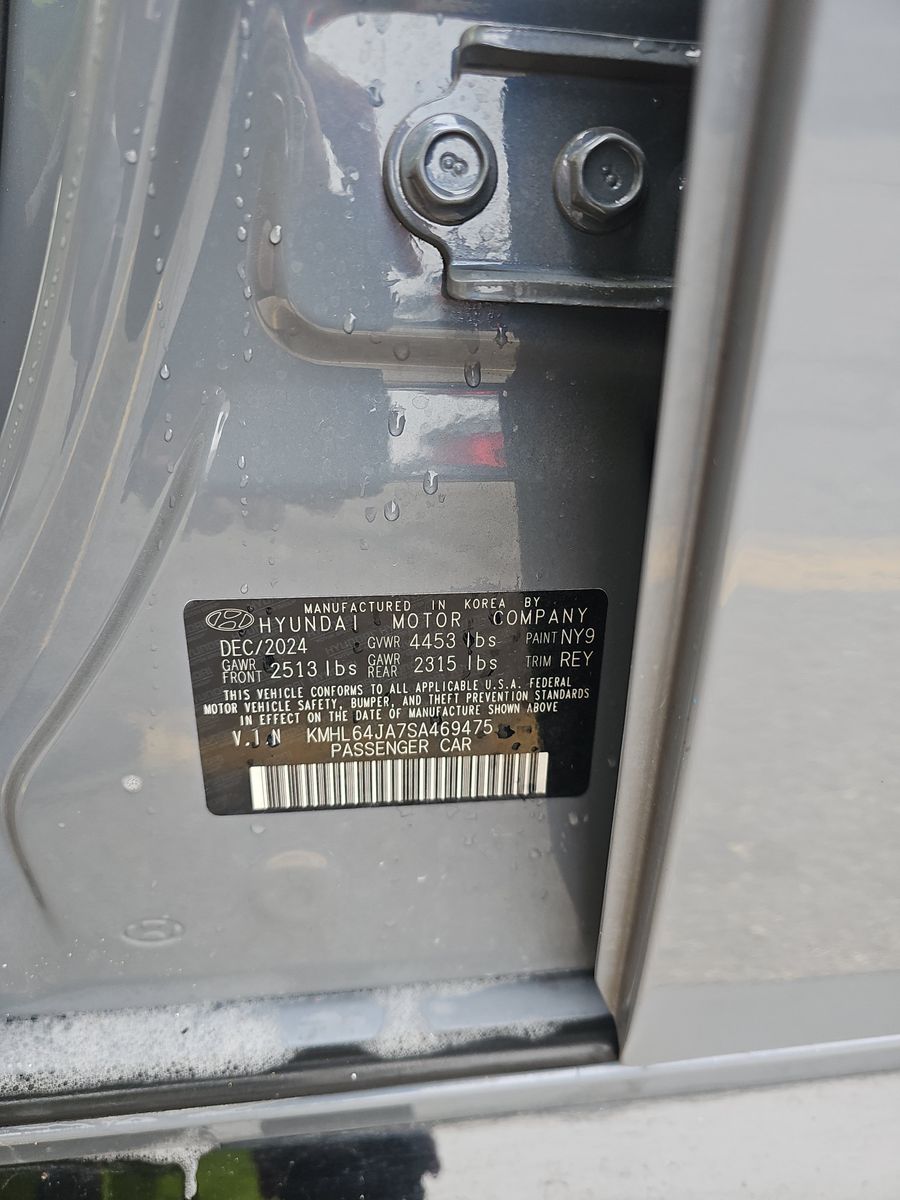 MANUFACTURED IN KOREA BY
HYUNDAI MOTOR COMPANY
DEC/2024 GVWR 4453 lbs PAINT NY9
GAWR FRONT 2513 lbs GAWR REAR 2315 lbs TRIM REY
THIS VEHICLE CONFORMS TO ALL APPLICABLE U.S.A. FEDERAL
MOTOR VEHICLE SAFETY, BUMPER, AND THEFT PREVENTION STANDARDS
IN EFFECT ON THE DATE OF MANUFACTURE SHOWN ABOVE
V.I.N KMHL64JA7SA469475
PASSENGER CAR